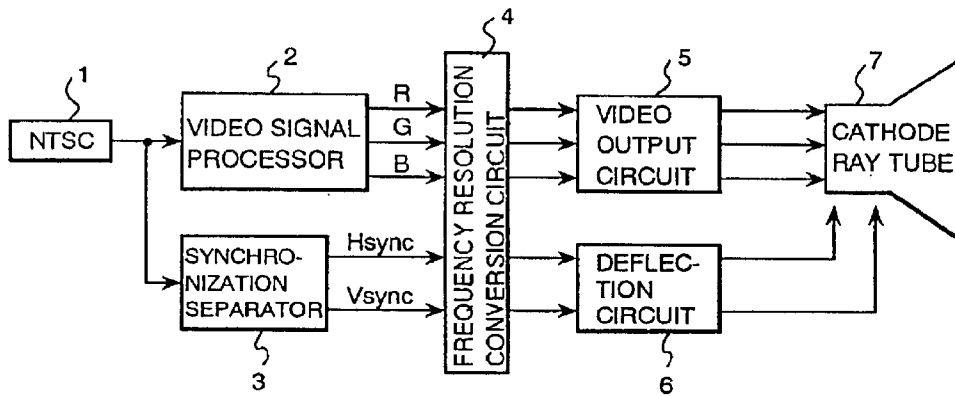 1
NTSC
2
VIDEO SIGNAL
PROCESSOR
R
G
B
3
SYNCHRO-
NIZATION
SEPARATOR
Hsync
Vsync
4
FREQUENCY RESOLUTION
CONVERSION CIRCUIT
5
VIDEO
OUTPUT
CIRCUIT
6
DEFLEC-
TION
CIRCUIT
7
CATHODE
RAY TUBE